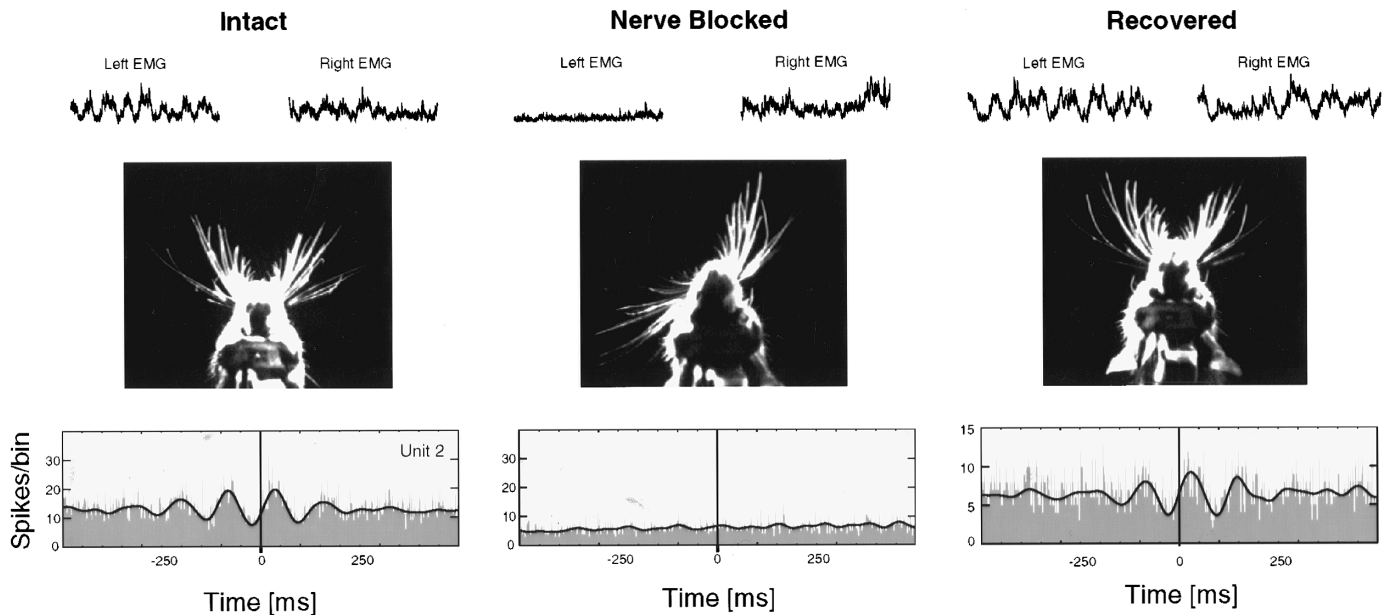 Intact
Nerve Blocked
Recovered
Left EMG
Right EMG
Left EMG
Right EMG
Left EMG
Right EMG
Spikes/bin
30
20
10
0
Unit 2
-250
0
250
Time [ms]
30
20
10
0
-250
0
250
Time [ms]
15
10
5
0
-250
0
250
Time [ms]